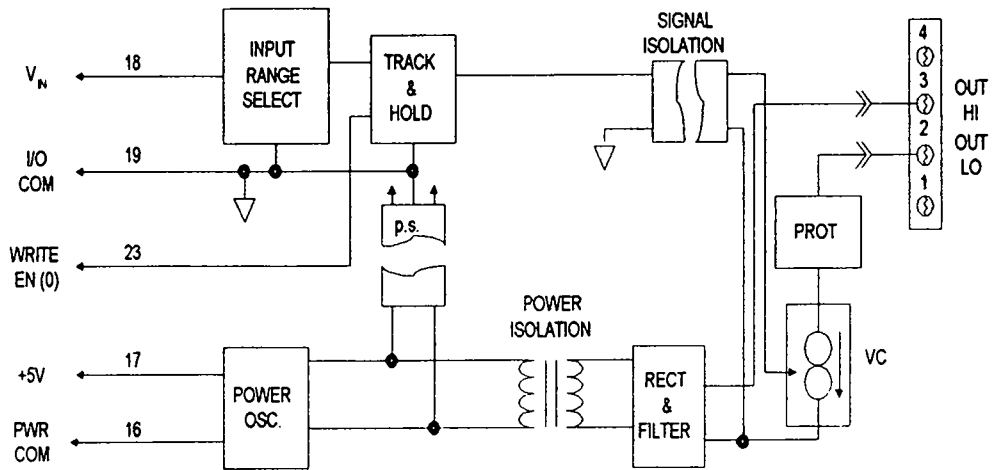 SIGNAL
ISOLATION
INPUT
RANGE
SELECT
TRACK
&
HOLD
V_IN
18
4
3
2
1
OUT
HI
OUT
LO
I/O
COM
19
p.s.
PROT
WRITE
EN (0)
23
POWER
ISOLATION
VC
+5V
17
POWER
OSC.
RECT
&
FILTER
PWR
COM
16